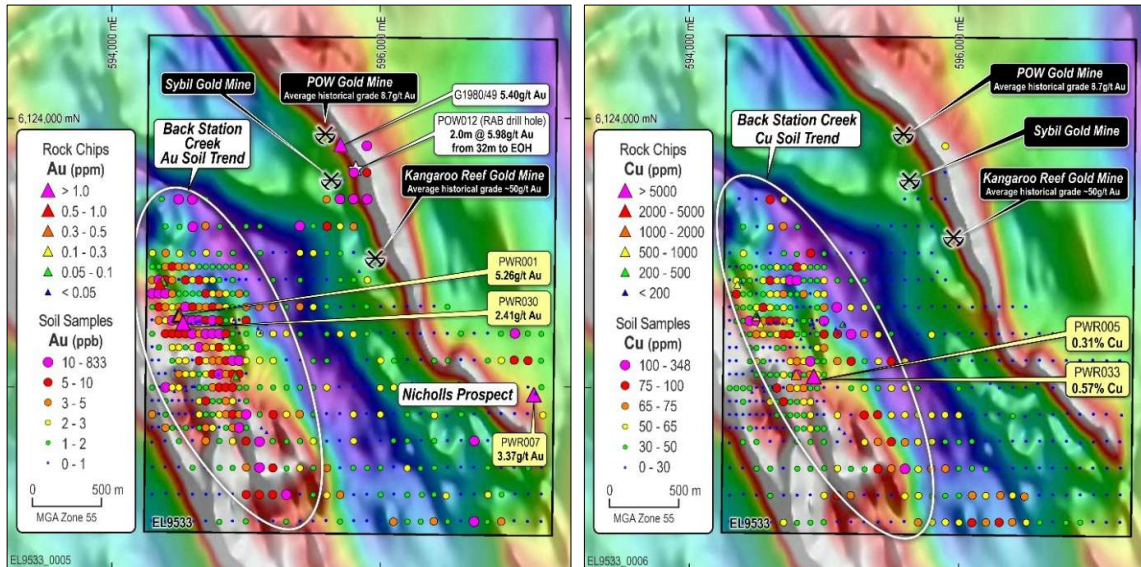 594,000 mE
596,000 mE
POW Gold Mine
Average historical grade 8.7g/t Au
Sybil Gold Mine
G1980/49 5.40g/t Au
6,124,000 mN
POW012 (RAB drill hole)
2.0m @ 5.98g/t Au
from 32m to EOH
Back Station
Creek
Au Soil Trend
Kangaroo Reef Gold Mine
Average historical grade ~50g/t Au
Rock Chips
Au (ppm)
> 1.0
0.5 - 1.0
0.3 - 0.5
0.1 - 0.3
0.05 - 0.1
< 0.05
Soil Samples
Au (ppb)
10 - 833
5 - 10
3 - 5
2 - 3
1 - 2
0 - 1
0 500 m
MGA Zone 55
PWR001
5.26g/t Au
PWR030
2.41g/t Au
Nicholls Prospect
PWR007
3.37g/t Au
EL9533
EL9533_0005
594,000 mE
596,000 mE
POW Gold Mine
Average historical grade 8.7g/t Au
6,124,000 mN
Back Station Creek
Cu Soil Trend
Sybil Gold Mine
Kangaroo Reef Gold Mine
Average historical grade ~50g/t Au
Rock Chips
Cu (ppm)
> 5000
2000 - 5000
1000 - 2000
500 - 1000
200 - 500
< 200
Soil Samples
Cu (ppm)
100 - 348
75 - 100
65 - 75
50 - 65
30 - 50
0 - 30
0 500 m
MGA Zone 55
PWR005
0.31% Cu
PWR033
0.57% Cu
EL9533
EL9533_0006